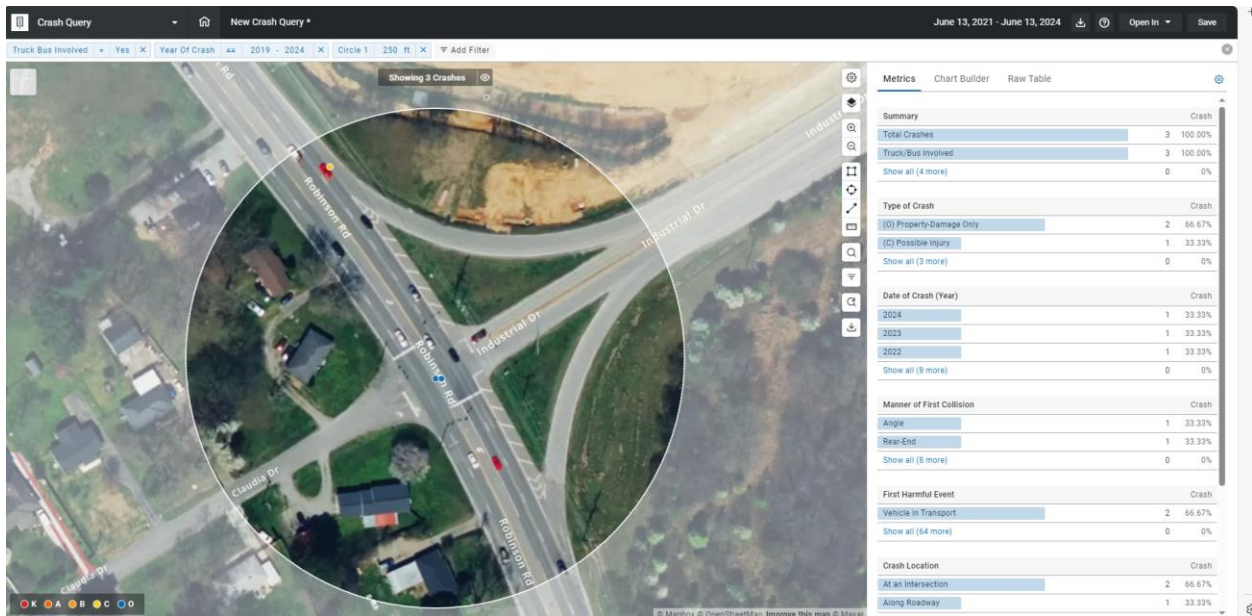 Crash Query
New Crash Query *
June 13, 2021 - June 13, 2024
Open In
Save
Truck Bus Involved = Yes X
Year Of Crash 2019 - 2024 X
Circle 1 250 ft X
Add Filter
Showing 3 Crashes
Robinson Rd
Industrial Dr
Industrial Dr
Robinson Rd
Robinson Rd
Claudia Dr
Claudia Dr
K A B C O
© Mapbox © OpenStreetMap Improve this map © Maxar
Metrics Chart Builder Raw Table
Summary Crash
Total Crashes 3 100.00%
Truck/Bus Involved 3 100.00%
Show all (4 more) 0 0%
Type of Crash Crash
(O) Property-Damage Only 2 66.67%
(C) Possible Injury 1 33.33%
Show all (3 more) 0 0%
Date of Crash (Year) Crash
2024 1 33.33%
2023 1 33.33%
2022 1 33.33%
Show all (8 more) 0 0%
Manner of First Collision Crash
Angle 1 33.33%
Rear-End 1 33.33%
Show all (8 more) 0 0%
First Harmful Event Crash
Vehicle in Transport 2 66.67%
Show all (64 more) 0 0%
Crash Location Crash
At an Intersection 2 66.67%
Along Roadway 1 33.33%